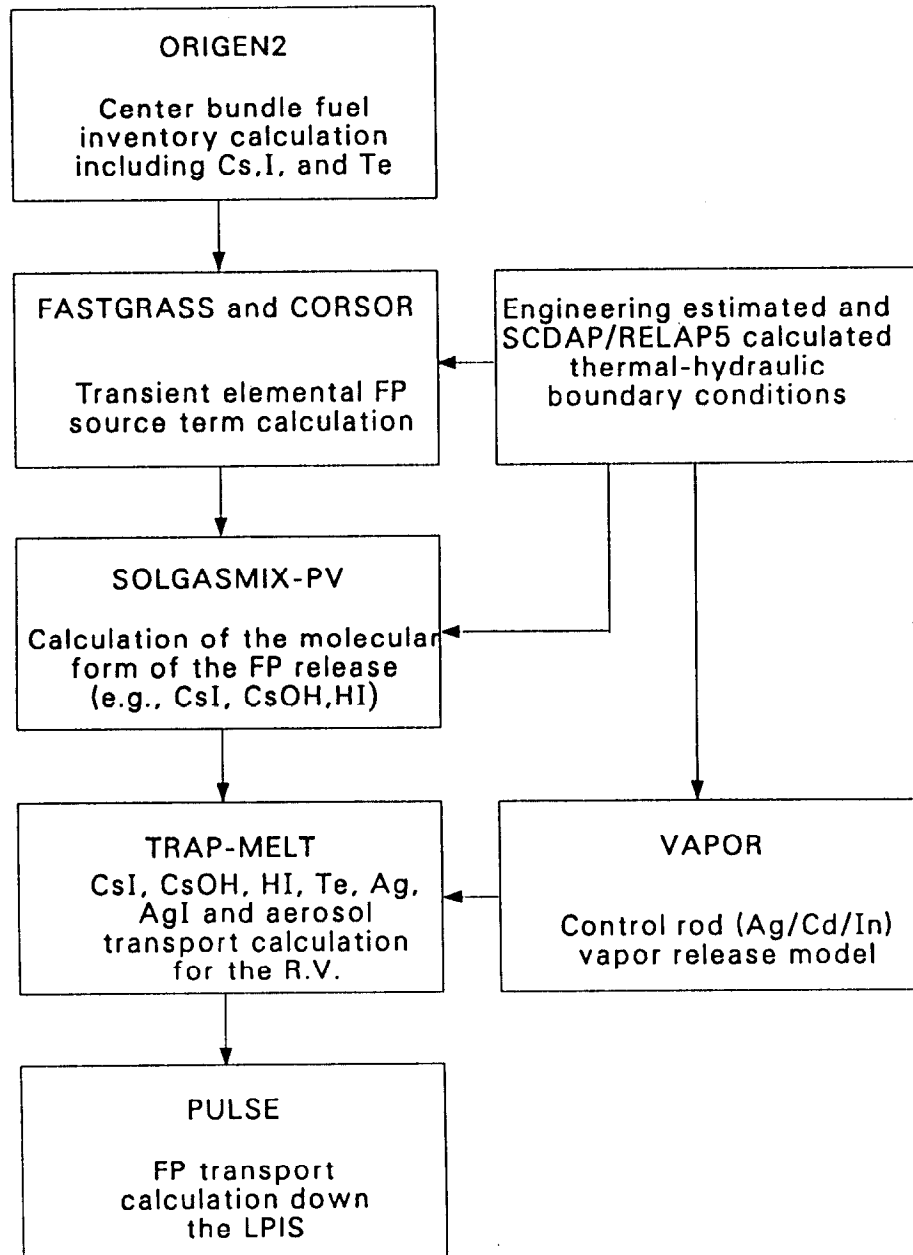 ORIGEN2
Center bundle fuel
inventory calculation
including Cs,I, and Te
FASTGRASS and CORSOR
Transient elemental FP
source term calculation
Engineering estimated and
SCDAP/RELAP5 calculated
thermal-hydraulic
boundary conditions
SOLGASMIX-PV
Calculation of the molecular
form of the FP release
(e.g., CsI, CsOH,HI)
TRAP-MELT
CsI, CsOH, HI, Te, Ag,
AgI and aerosol
transport calculation
for the R.V.
VAPOR
Control rod (Ag/Cd/In)
vapor release model
PULSE
FP transport
calculation down
the LPIS